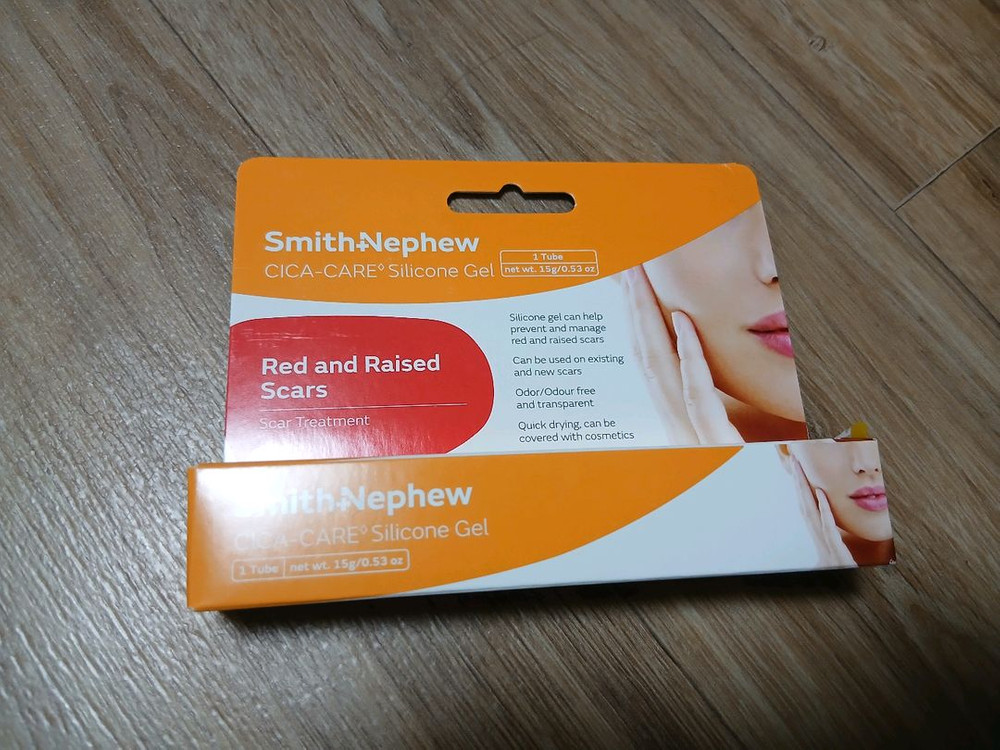 Smith+Nephew
CICA-CARE◊ Silicone Gel
1 Tube
net wt. 15g/0.53 oz
Red and Raised
Scars
Scar Treatment
Silicone gel can help
prevent and manage
red and raised scars
Can be used on existing
and new scars
Odor/Odour free
and transparent
Quick drying, can be
covered with cosmetics
Smith+Nephew
CICA-CARE◊ Silicone Gel
1 Tube net wt. 15g/0.53 oz